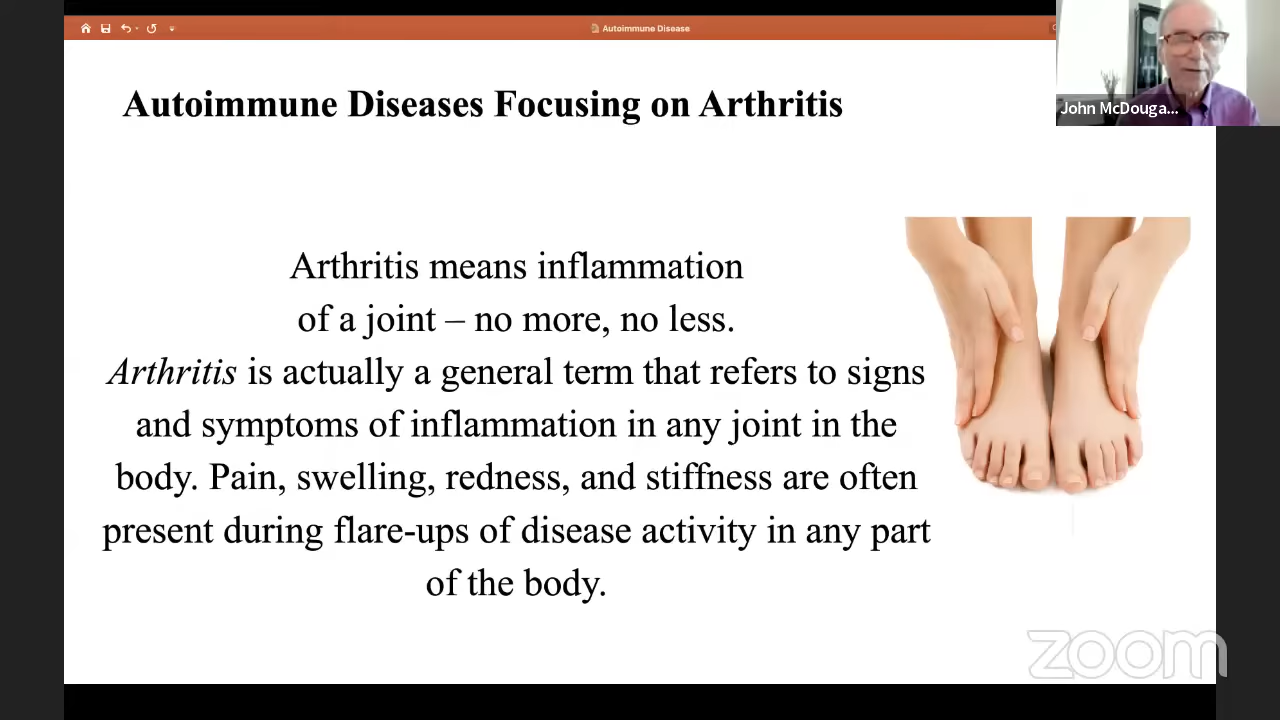 Autoimmune Disease
John McDouga...
Autoimmune Diseases Focusing on Arthritis
Arthritis means inflammation
of a joint – no more, no less.
Arthritis is actually a general term that refers to signs
and symptoms of inflammation in any joint in the
body. Pain, swelling, redness, and stiffness are often
present during flare-ups of disease activity in any part
of the body.
zoom